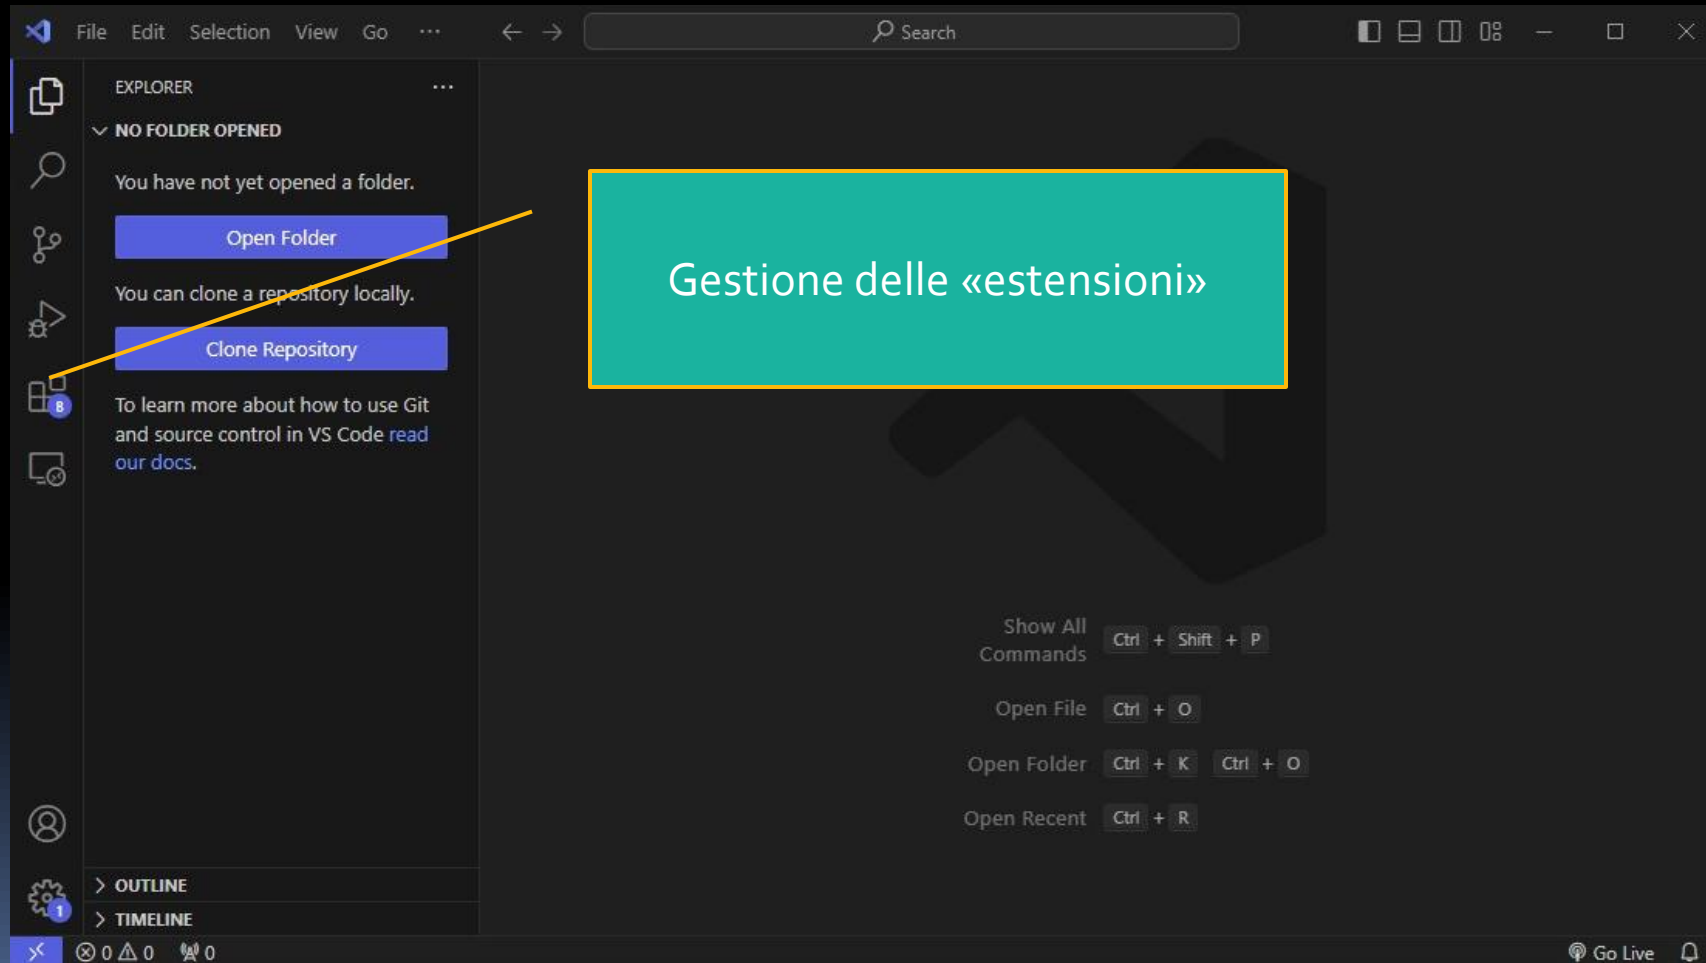 File Edit Selection View Go ···
Search
EXPLORER ···
NO FOLDER OPENED
You have not yet opened a folder.
Open Folder
You can clone a repository locally.
Clone Repository
To learn more about how to use Git
and source control in VS Code read
our docs.
8
Gestione delle «estensioni»
Show All
Commands Ctrl + Shift + P
Open File Ctrl + O
Open Folder Ctrl + K Ctrl + O
Open Recent Ctrl + R
OUTLINE
1
TIMELINE
0 0 0
Go Live